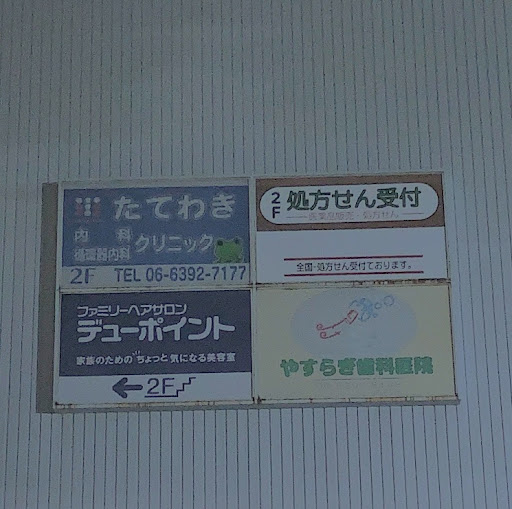 たてわき
内科
循環器内科
クリニック
2F TEL 06-6392-7177
2F
処方せん受付
全国・処方せん受付ております。
ファミリーヘアサロン
デューポイント
家族のための“ちょっと気になる美容室
←2F
やすらぎ歯科医院